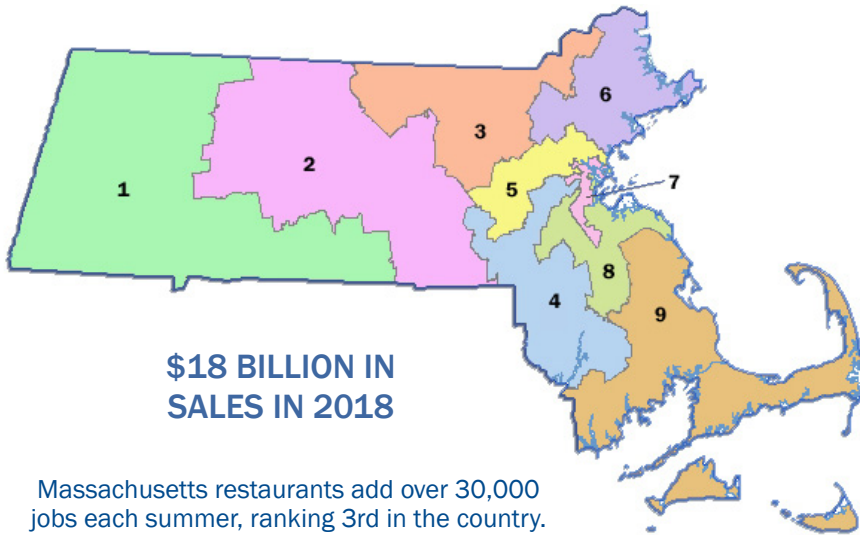 6
3
2
7
1
5
8
4
9
$18 BILLION IN
SALES IN 2018
Massachusetts restaurants add over 30,000
jobs each summer, ranking 3rd in the country.